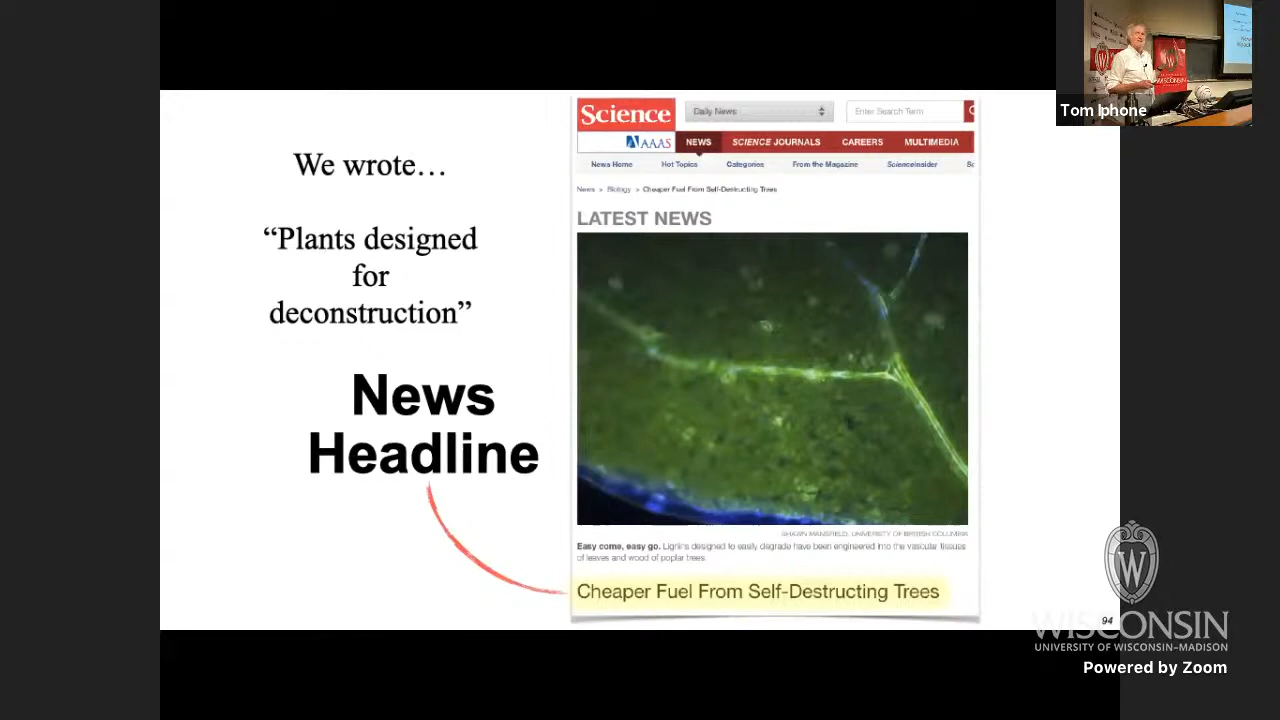 We wrote…
“Plants designed
for
deconstruction”
News
Headline
Science
AAAS
Daily News
Enter Search Term
NEWS SCIENCE JOURNALS CAREERS MULTIMEDIA
News Home Hot Topics Categories From the Magazine ScienceInsider Sc
News » Biology » Cheaper Fuel From Self-Destructing Trees
LATEST NEWS
SHAWN MANSFIELD, UNIVERSITY OF BRITISH COLUMBIA
Easy come, easy go. Lignins designed to easily degrade have been engineered into the vascular tissues
of leaves and wood of poplar trees.
Cheaper Fuel From Self-Destructing Trees
94
Tom Iphone
WISCONSIN
W
WISCONSIN
UNIVERSITY OF WISCONSIN–MADISON
Powered by Zoom